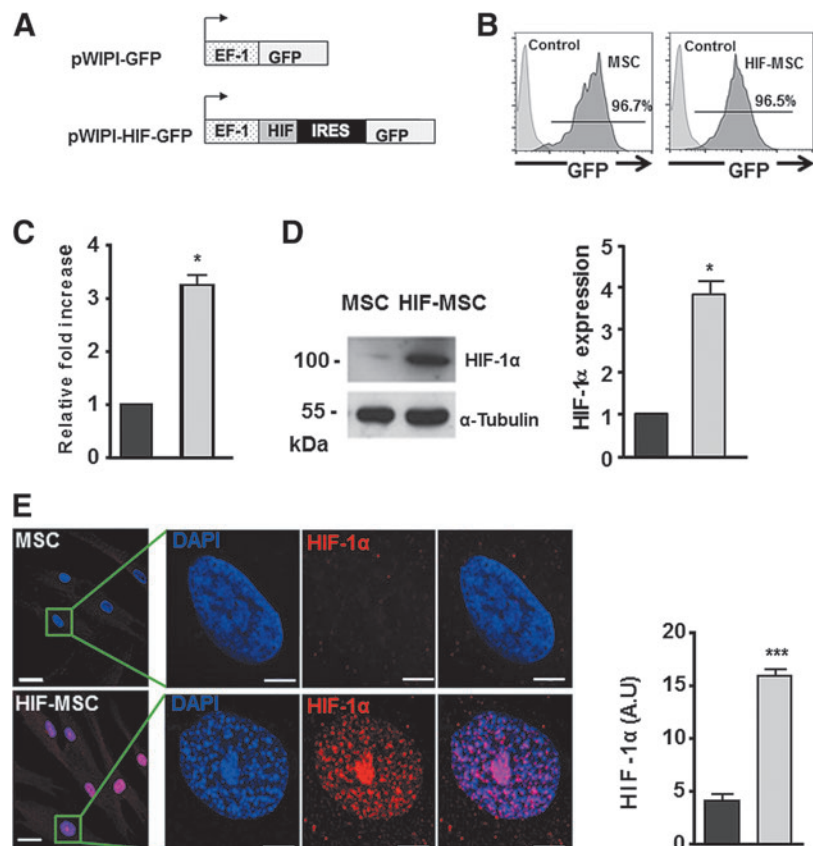 A
pWIPI-GFP
EF-1 GFP
pWIPI-HIF-GFP
EF-1 HIF IRES GFP
B
Control
MSC
96.7%
GFP
Control
HIF-MSC
96.5%
GFP
C
Relative fold increase
4
3
2
1
0
*
D
MSC HIF-MSC
100 - HIF-1α
55 - α-Tubulin
kDa
HIF-1α expression
5
4
3
2
1
0
*
E
MSC
DAPI
HIF-1α
HIF-MSC
DAPI
HIF-1α
HIF-1α (A.U)
20
15
10
5
0
***